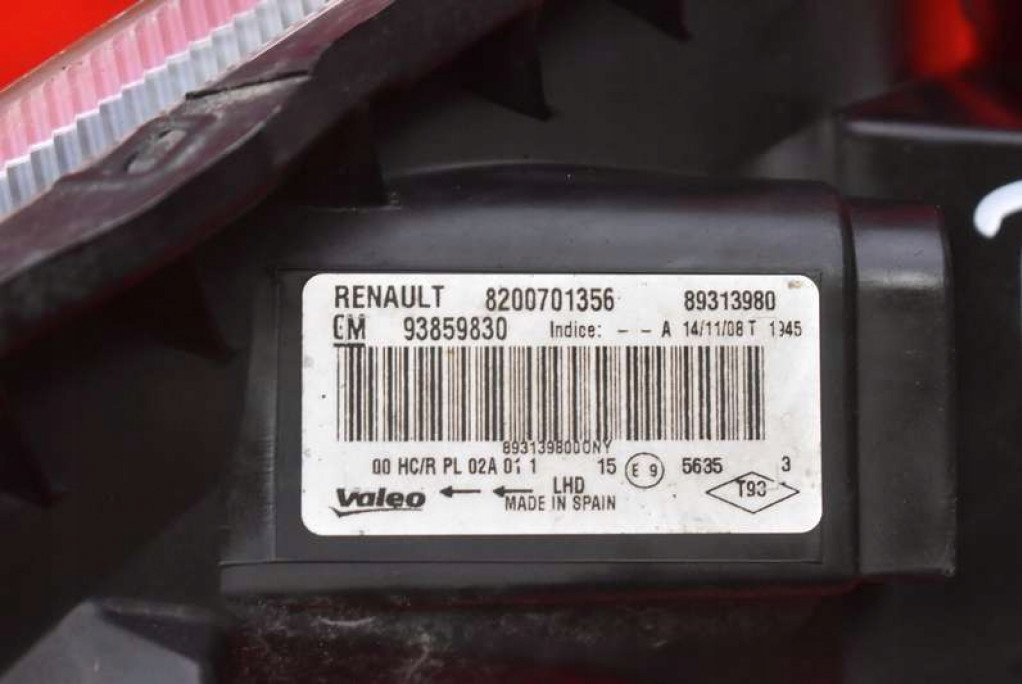 RENAULT 8200701356 89313980
GM 93859830 Indice: - - A 14/11/08 T 1945
89313980000NY
00 HC/R PL 02A 01 1 15 E 9 5635 3
Valeo ← ← LHD T93
MADE IN SPAIN